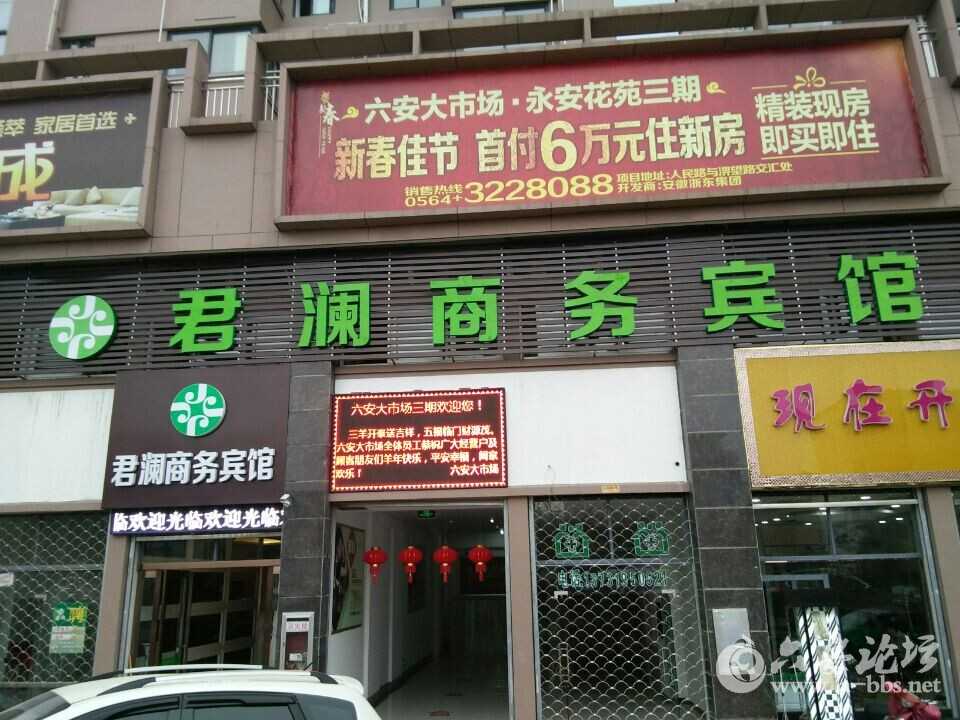 家居首选
成
六安大市场·永安花苑三期
新春佳节 首付6万元住新房
精装现房
即买即住
销售热线
0564+3228088
项目地址:人民路与淠望路交汇处
开发商:安徽浙东集团
君澜商务宾馆
君澜商务宾馆
临欢迎光临欢迎光临
六安大市场三期欢迎您！
三羊开泰送吉祥，五福临门财源茂。
六安大市场全体员工恭祝广大经营户及
顾客朋友们羊年快乐，平安幸福，阖家
欢乐！ 六安大市场
现在开
聘
六安论坛